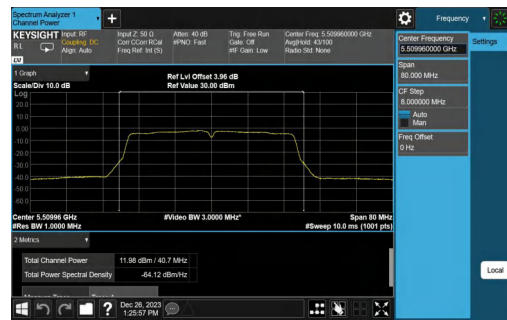 Spectrum Analyzer 1
Channel Power
+
Frequency
KEYSIGHT
Input: RF
Input Z: 50 Ω
Atten: 40 dB
Trig: Free Run
Center Freq: 5.509960000 GHz
RL
Coupling: DC
Corr CCorr RCal
#PNO: Fast
Gate: Off
Avg|Hold: 43/100
Align: Auto
Freq Ref: Int (S)
#IF Gain: Low
Radio Std: None
LXI
Center Frequency
5.509960000 GHz
Settings
Span
80.000 MHz
CF Step
8.000000 MHz
Auto
Man
Freq Offset
0 Hz
Local
1 Graph
Scale/Div 10.0 dB
Ref Lvl Offset 3.96 dB
Ref Value 30.00 dBm
Log
20.0
10.0
0.00
-10.0
-20.0
-30.0
-40.0
-50.0
-60.0
Center 5.50996 GHz
#Video BW 3.0000 MHz*
Span 80 MHz
#Res BW 1.0000 MHz
#Sweep 10.0 ms (1001 pts)
2 Metrics
Total Channel Power 11.98 dBm / 40.7 MHz
Total Power Spectral Density -64.12 dBm/Hz
?
Dec 26, 2023
1:25:57 PM